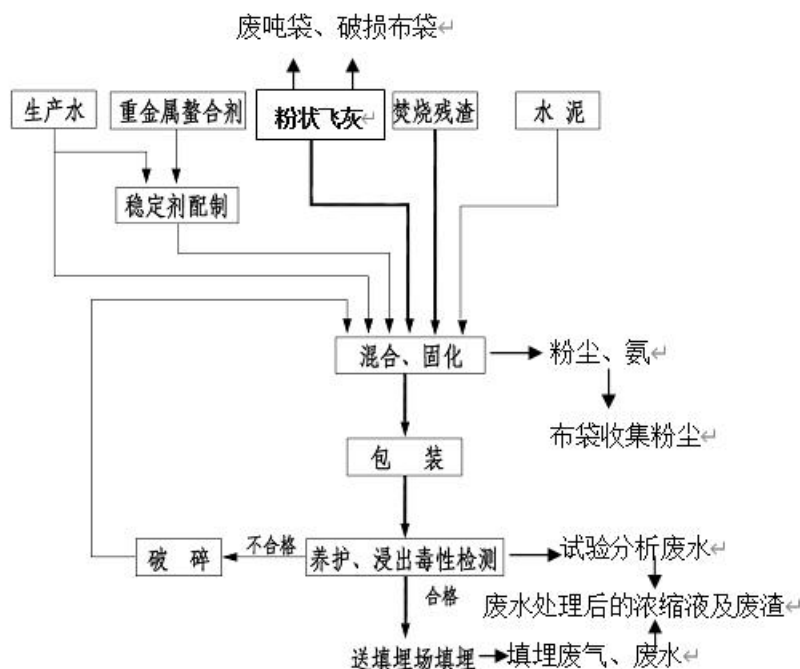 废吨袋、破损布袋↵
生产水
重金属螯合剂
粉状飞灰↵
焚烧残渣
水 泥
稳定剂配制
混合、固化
粉尘、氨↵
布袋收集粉尘↵
包 装
破 碎
不合格
养护、浸出毒性检测
试验分析废水↵
合格
废水处理后的浓缩液及废渣↵
送填埋场填埋
填埋废气、废水↵